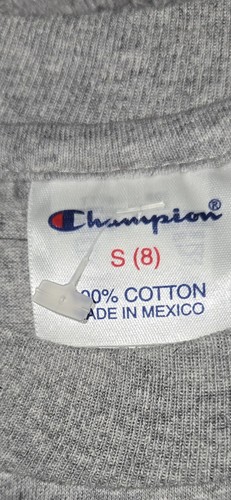 Champion®
S (8)
00% COTTON
ADE IN MEXICO